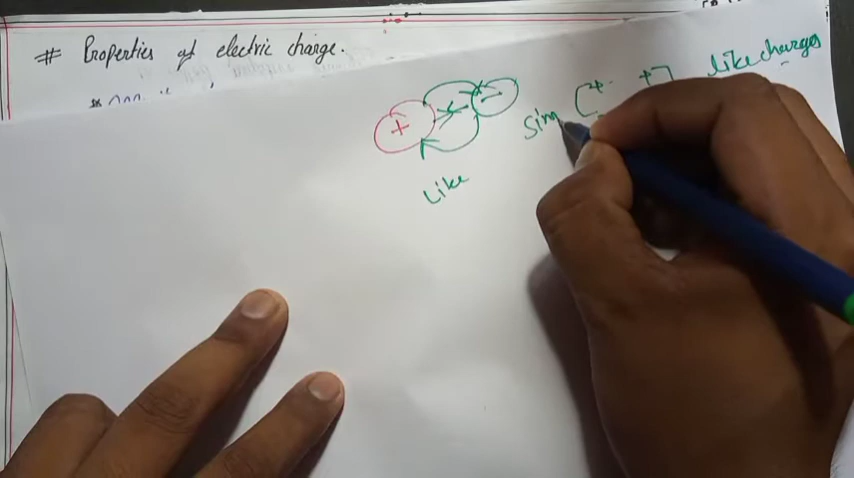 # Properties of electric charge.
+ -
Like
Sim [+ +] like charges